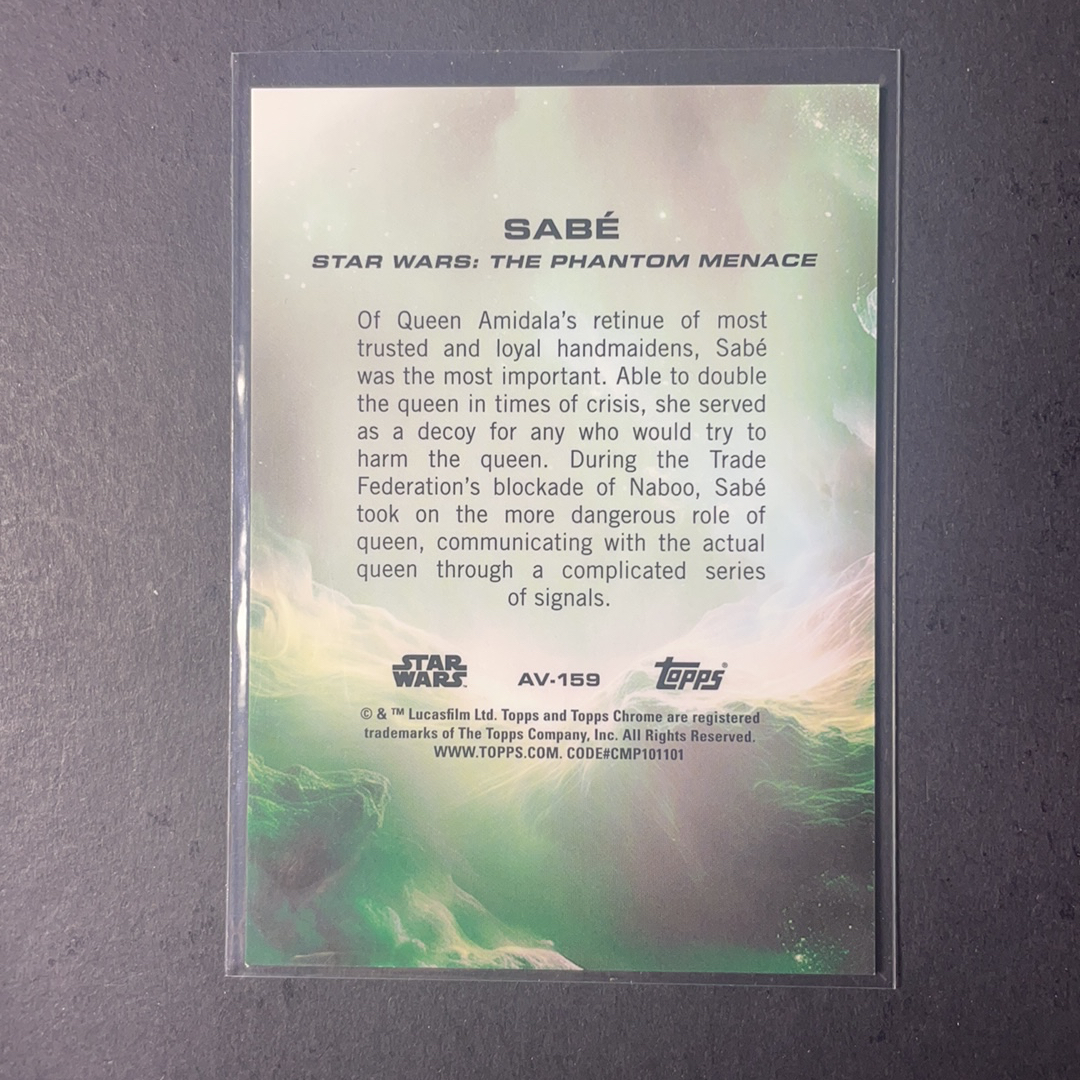 SABÉ
STAR WARS: THE PHANTOM MENACE
Of Queen Amidala's retinue of most
trusted and loyal handmaidens, Sabé
was the most important. Able to double
the queen in times of crisis, she served
as a decoy for any who would try to
harm the queen. During the Trade
Federation's blockade of Naboo, Sabé
took on the more dangerous role of
queen, communicating with the actual
queen through a complicated series
of signals.
STAR WARS™ AV-159 topps®
© & ™ Lucasfilm Ltd. Topps and Topps Chrome are registered
trademarks of The Topps Company, Inc. All Rights Reserved.
WWW.TOPPS.COM. CODE#CMP101101